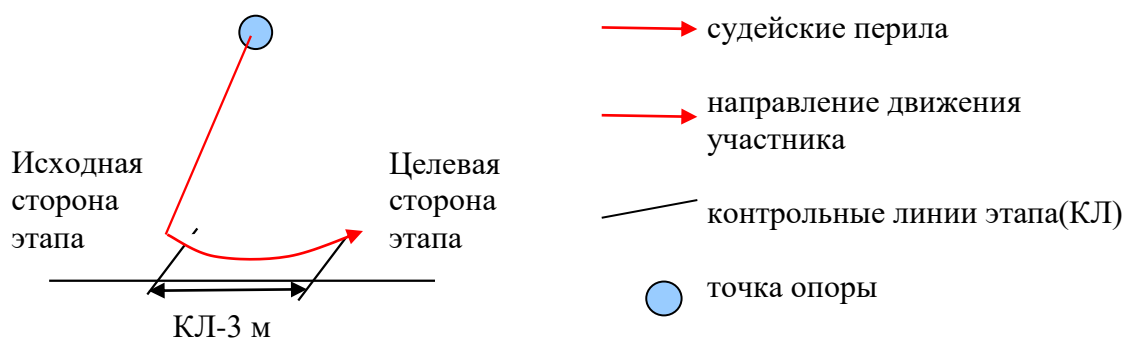 Исходная
сторона
этапа
Целевая
сторона
этапа
КЛ-3 м
судейские перила
направление движения
участника
контрольные линии этапа(КЛ)
точка опоры